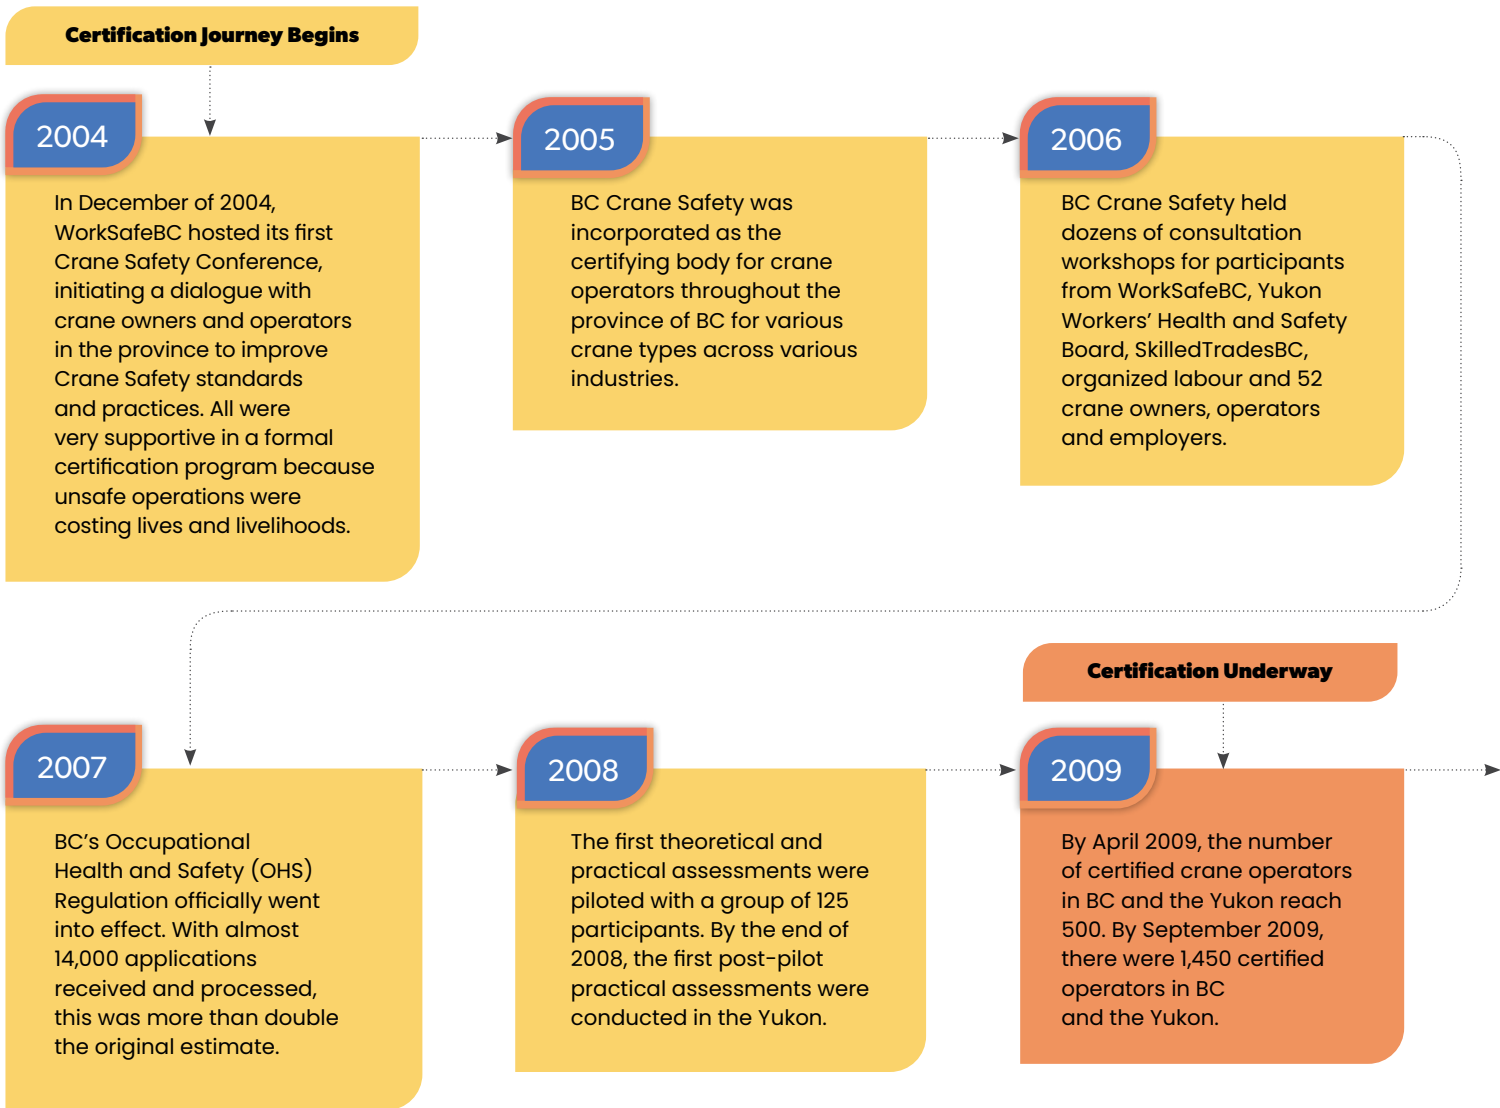 Certification Journey Begins
2004
In December of 2004,
WorkSafeBC hosted its first
Crane Safety Conference,
initiating a dialogue with
crane owners and operators
in the province to improve
Crane Safety standards
and practices. All were
very supportive in a formal
certification program because
unsafe operations were
costing lives and livelihoods.
2005
BC Crane Safety was
incorporated as the
certifying body for crane
operators throughout the
province of BC for various
crane types across various
industries.
2006
BC Crane Safety held
dozens of consultation
workshops for participants
from WorkSafeBC, Yukon
Workers’ Health and Safety
Board, SkilledTradesBC,
organized labour and 52
crane owners, operators
and employers.
2007
BC’s Occupational
Health and Safety (OHS)
Regulation officially went
into effect. With almost
14,000 applications
received and processed,
this was more than double
the original estimate.
2008
The first theoretical and
practical assessments were
piloted with a group of 125
participants. By the end of
2008, the first post-pilot
practical assessments were
conducted in the Yukon.
Certification Underway
2009
By April 2009, the number
of certified crane operators
in BC and the Yukon reach
500. By September 2009,
there were 1,450 certified
operators in BC
and the Yukon.